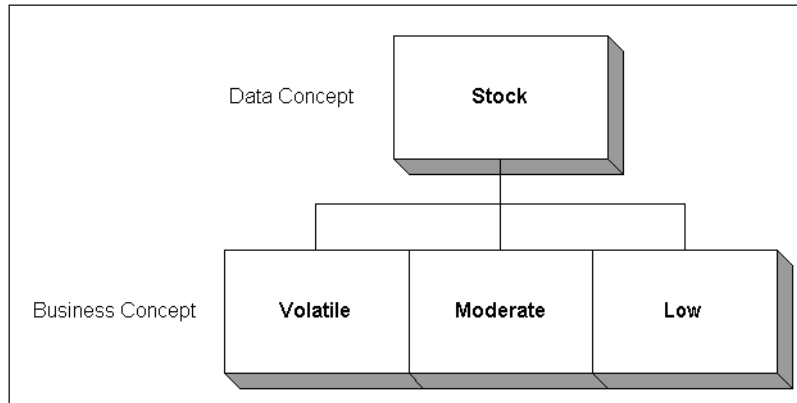 Data Concept
Stock
Business Concept
Volatile
Moderate
Low